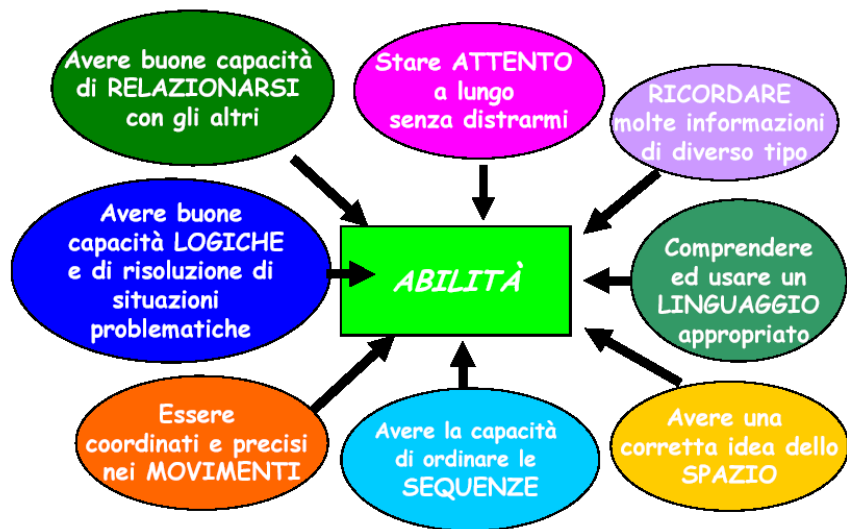 Avere buone capacità
di RELAZIONARSI
con gli altri
Stare ATTENTO
a lungo
senza distrarmi
RICORDARE
molte informazioni
di diverso tipo
Avere buone
capacità LOGICHE
e di risoluzione di
situazioni
problematiche
ABILITÀ
Comprendere
ed usare un
LINGUAGGIO
appropriato
Essere
coordinati e precisi
nei MOVIMENTI
Avere la capacità
di ordinare le
SEQUENZE
Avere una
corretta idea dello
SPAZIO